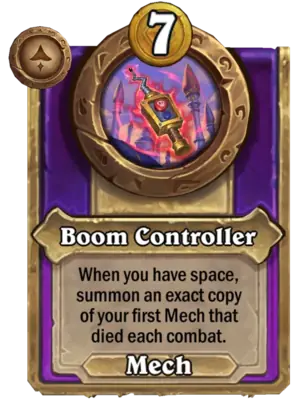 7
Boom Controller
When you have space,
summon an exact copy
of your first Mech that
died each combat.
Mech